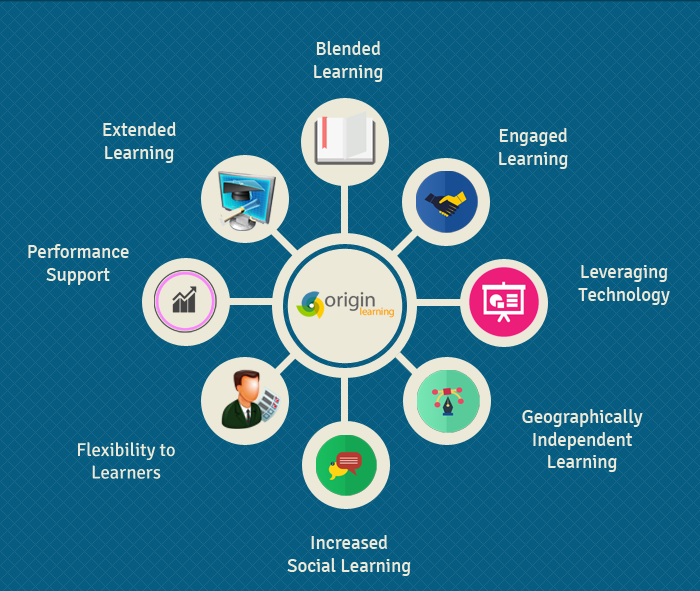 Blended
Learning
Engaged
Learning
Leveraging
Technology
Geographically
Independent
Learning
Increased
Social Learning
Flexibility to
Learners
Performance
Support
Extended
Learning
origin
learning